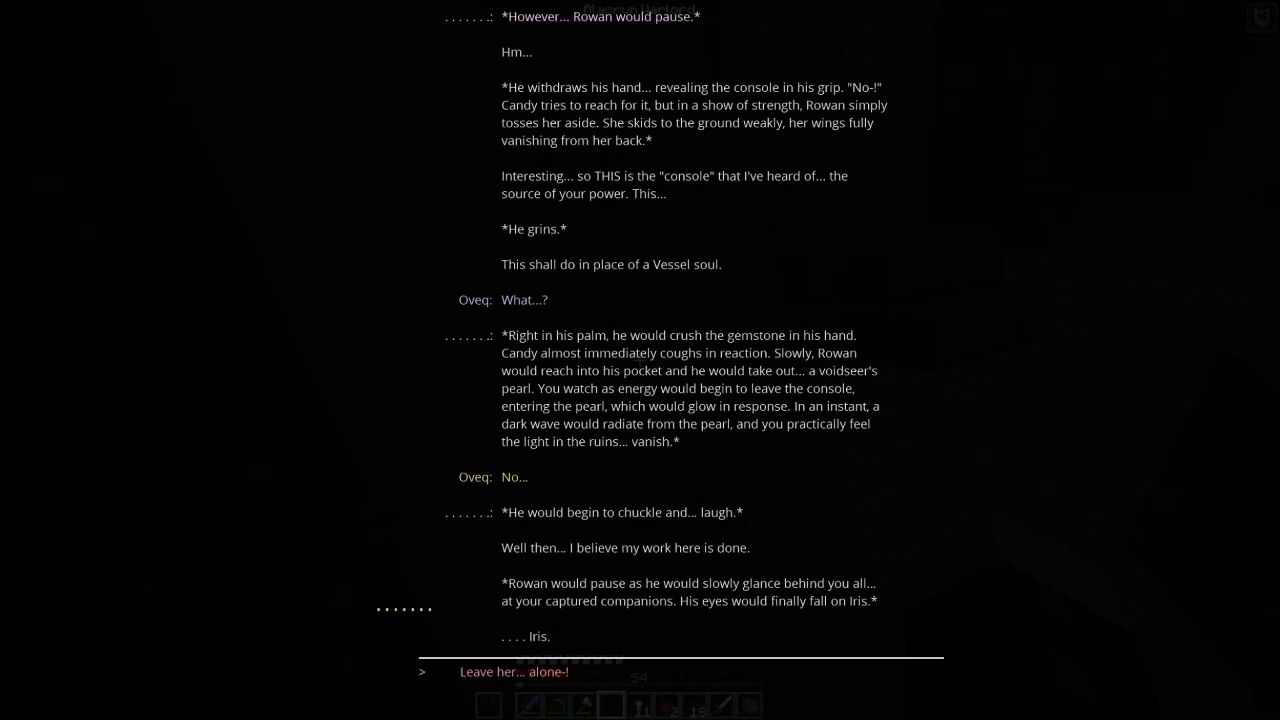 Alacrum Warlord
. . . . . . .: *However... Rowan would pause.*
Hm...
*He withdraws his hand... revealing the console in his grip. "No-!"
Candy tries to reach for it, but in a show of strength, Rowan simply
tosses her aside. She skids to the ground weakly, her wings fully
vanishing from her back.*
Interesting... so THIS is the "console" that I've heard of... the
source of your power. This...
*He grins.*
This shall do in place of a Vessel soul.
Oveq: What...?
. . . . . . .: *Right in his palm, he would crush the gemstone in his hand.
Candy almost immediately coughs in reaction. Slowly, Rowan
would reach into his pocket and he would take out... a voidseer's
pearl. You watch as energy would begin to leave the console,
entering the pearl, which would glow in response. In an instant, a
dark wave would radiate from the pearl, and you practically feel
the light in the ruins... vanish.*
Oveq: No...
. . . . . . .: *He would begin to chuckle and... laugh.*
Well then... I believe my work here is done.
*Rowan would pause as he would slowly glance behind you all...
at your captured companions. His eyes would finally fall on Iris.*
. . . . . . .
. . . . Iris.
> Leave her... alone-!
54
11 2 18